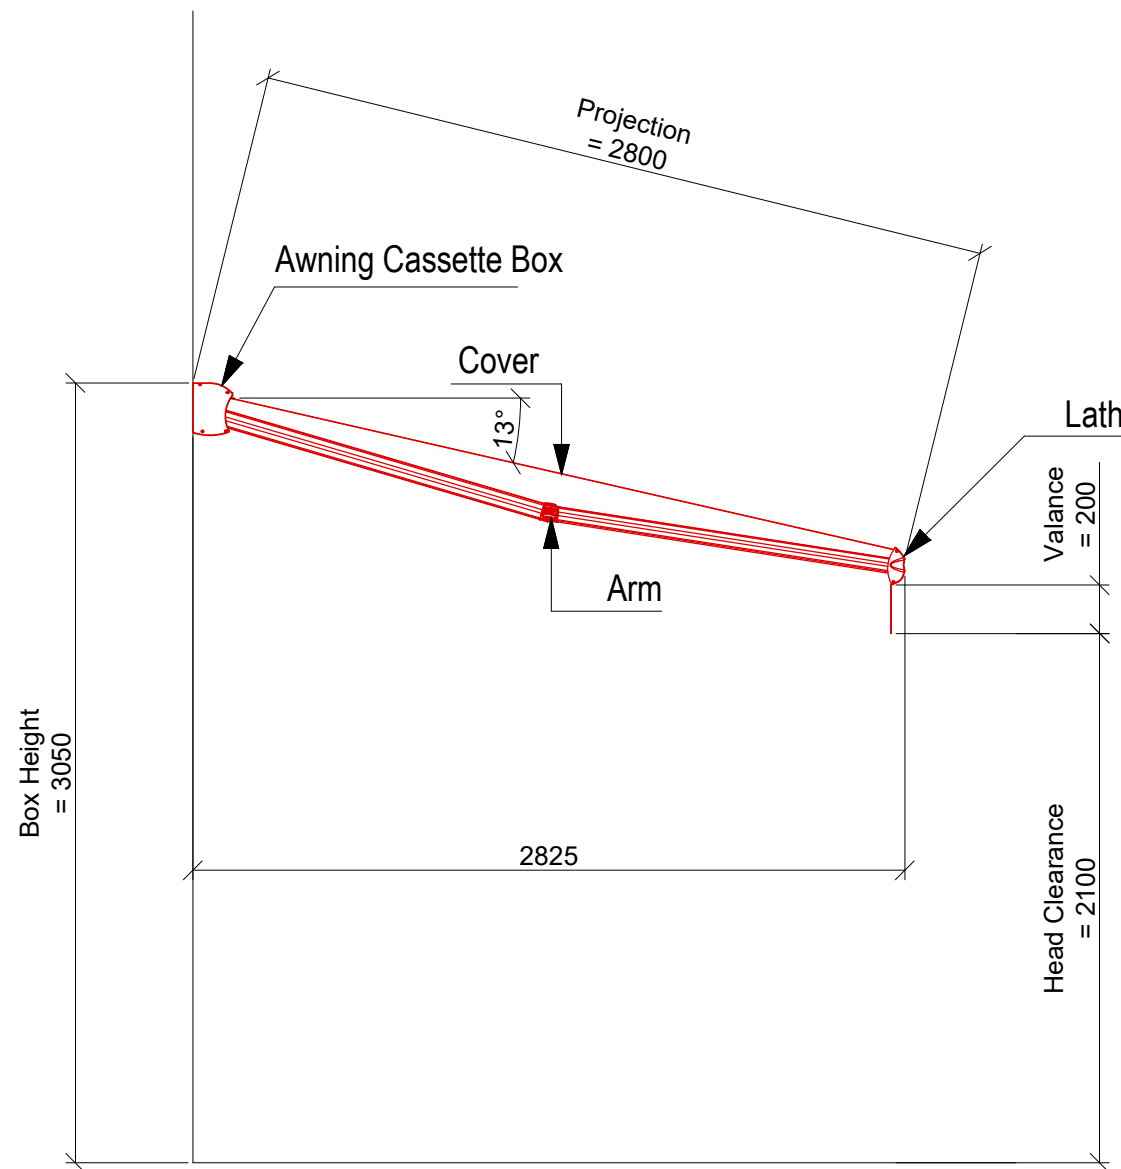 Projection
= 2800
Awning Cassette Box
Cover
13°
Lath
Valance
= 200
Arm
Box Height
= 3050
2825
Head Clearance
= 2100